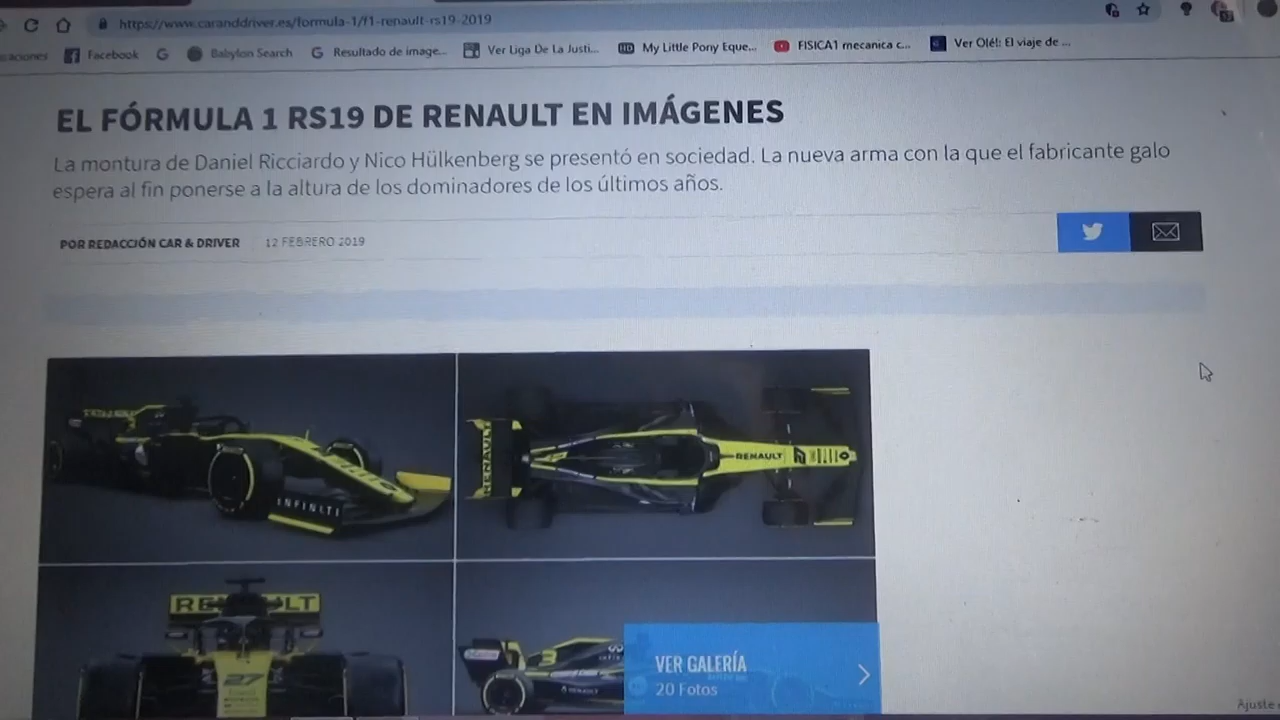 https://www.caranddriver.es/formula-1/f1-renault-rs19-2019
Facebook
Babylon Search
Resultado de image...
Ver Liga De La Justi...
My Little Pony Eque...
FISICA1 mecanica c...
Ver Olé!: El viaje de ...
EL FÓRMULA 1 RS19 DE RENAULT EN IMÁGENES
La montura de Daniel Ricciardo y Nico Hülkenberg se presentó en sociedad. La nueva arma con la que el fabricante galo
espera al fin ponerse a la altura de los dominadores de los últimos años.
POR REDACCIÓN CAR & DRIVER
12 FEBRERO 2019
INFINITI
RENAULT
RENAULT
27
3
RENAULT
VER GALERÍA
20 Fotos
Ajuste